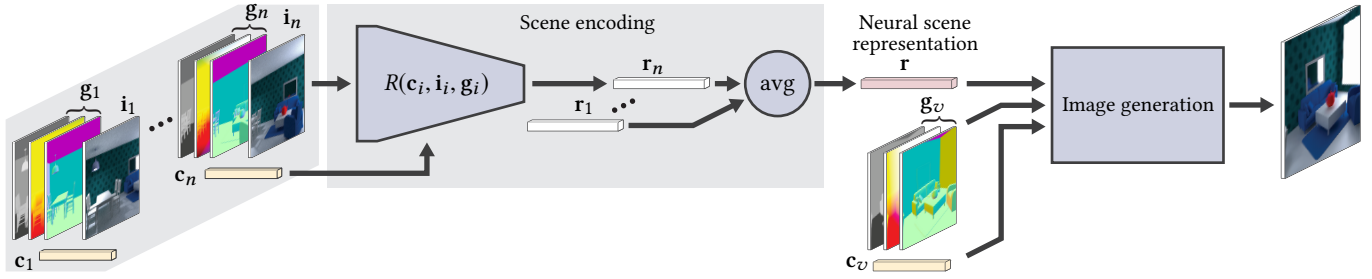 𝐠ₙ
𝐢ₙ
Scene encoding
Neural scene
representation
𝐠₁
𝐢₁
R(𝐜ᵢ, 𝐢ᵢ, 𝐠ᵢ)
𝐫ₙ
avg
𝐫
Image generation
𝐫₁
𝐠ᵥ
𝐜ₙ
𝐜₁
𝐜ᵥ